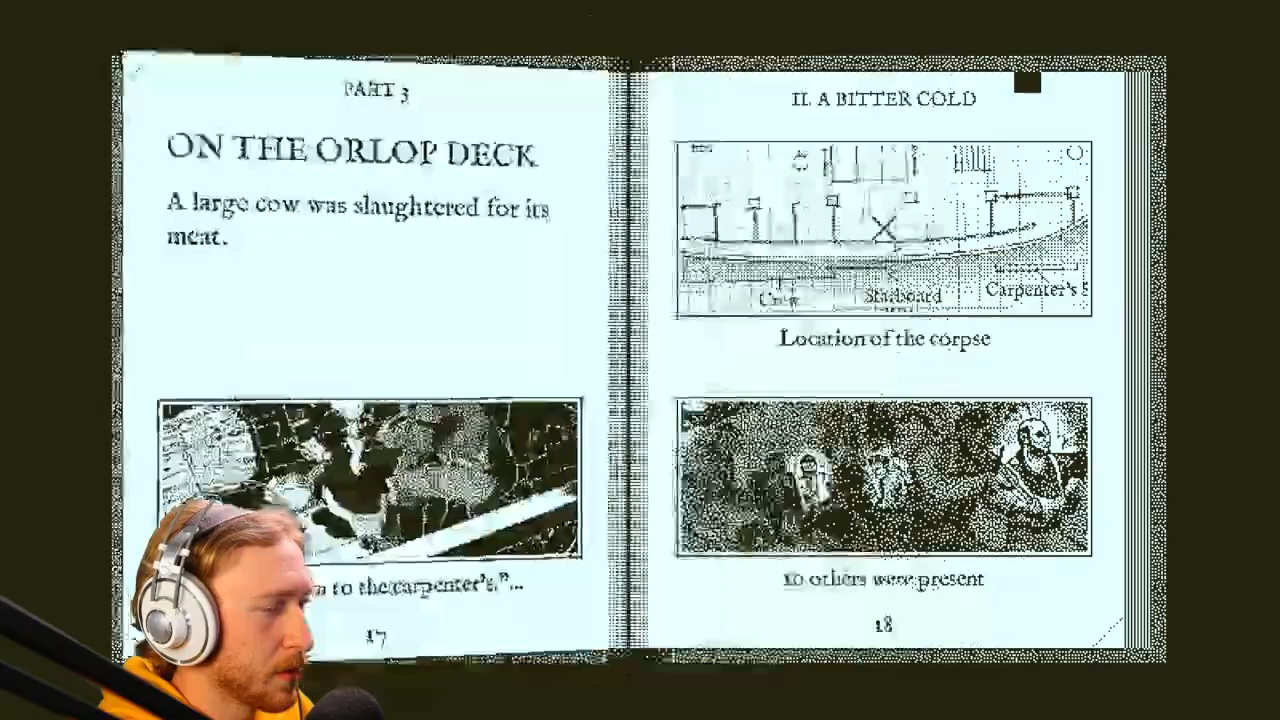 PART 3
ON THE ORLOP DECK
A large cow was slaughtered for its
meat.
to the carpenter's."...
17
II. A BITTER COLD
Crew
Starboard
Carpenter's
Location of the corpse
10 others were present
18